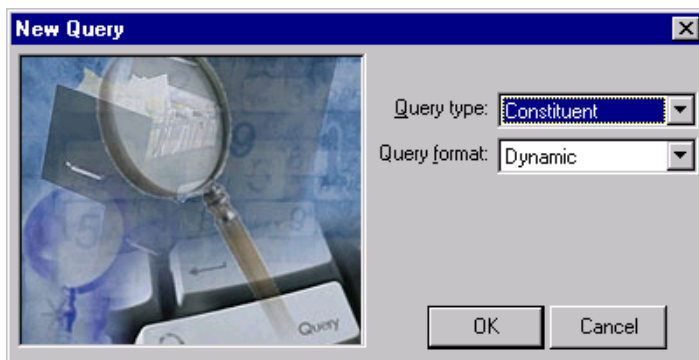 New Query
Query type: Constituent
Query format: Dynamic
Query
OK Cancel